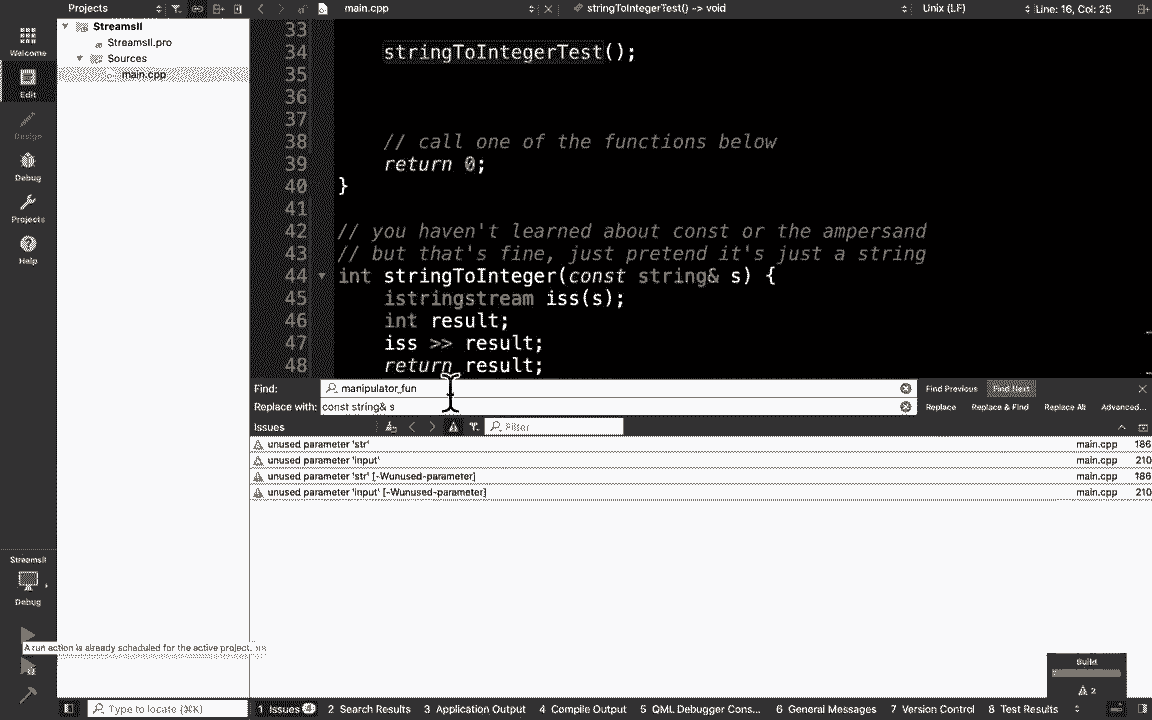 Projects
main.cpp
stringToIntegerTest() -> void
Unix (LF)
Line: 16, Col: 25
Welcome
Edit
Design
Debug
Projects
Help
StreamsII
StreamsII.pro
Sources
main.cpp
33
34 stringToIntegerTest();
35
36
37
38 // call one of the functions below
39 return 0;
40 }
41
42 // you haven't learned about const or the ampersand
43 // but that's fine, just pretend it's just a string
44 int stringToInteger(const string& s) {
45 istringstream iss(s);
46 int result;
47 iss >> result;
48 return result;
Find: manipulator_fun Find Previous Find Next
Replace with: const string& s Replace Replace & Find Replace All Advanced...
Issues Filter
unused parameter 'str' main.cpp 186
unused parameter 'input' main.cpp 210
unused parameter 'str' [-Wunused-parameter] main.cpp 186
unused parameter 'input' [-Wunused-parameter] main.cpp 210
StreamsII
Debug
A run action is already scheduled for the active project.
Build
2
Type to locate (⌘K)
1 Issues 4 2 Search Results 3 Application Output 4 Compile Output 5 QML Debugger Cons... 6 General Messages 7 Version Control 8 Test Results